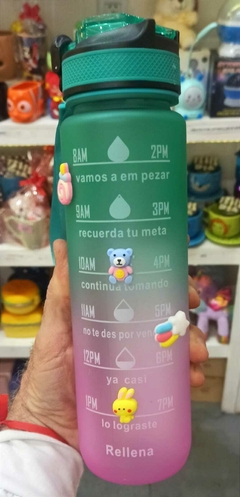 8AM 2PM
vamos a em pezar
9AM 3PM
recuerda tu meta
10AM 4PM
continua tomando
11AM 5PM
no te des por ven
12PM 6PM
ya casi
1PM 7PM
lo lograste
Rellena